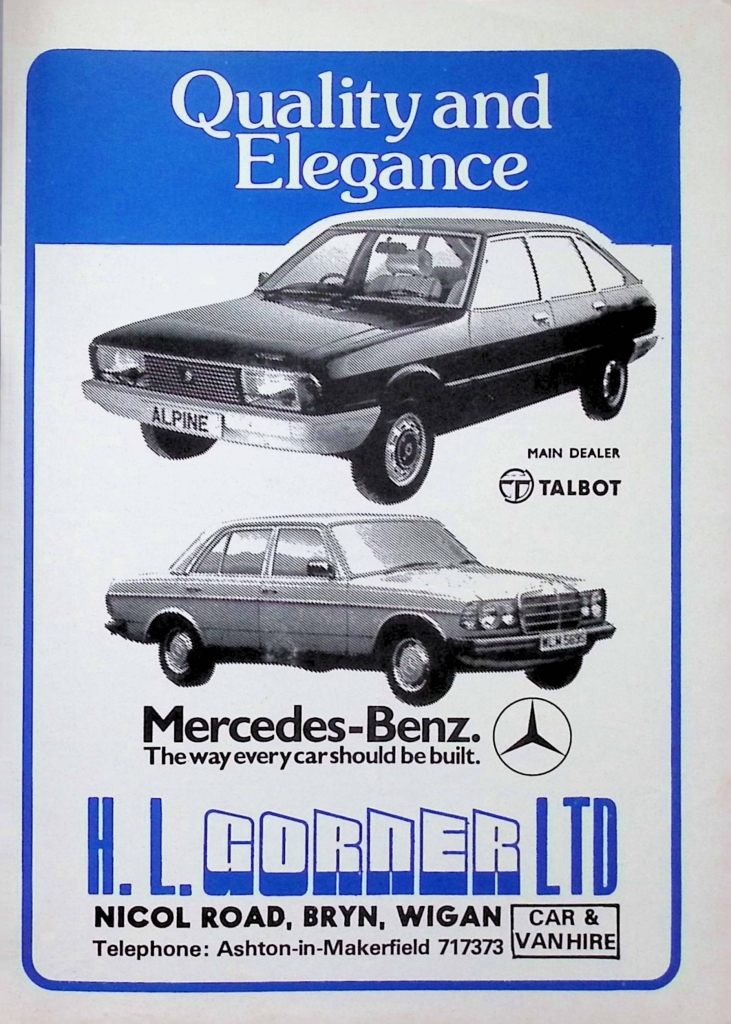 Quality and
Elegance
ALPINE
MAIN DEALER
TALBOT
Mercedes-Benz.
The way every car should be built.
H. L. CORNER LTD
NICOL ROAD, BRYN, WIGAN
CAR &
VAN HIRE
Telephone: Ashton-in-Makerfield 717373